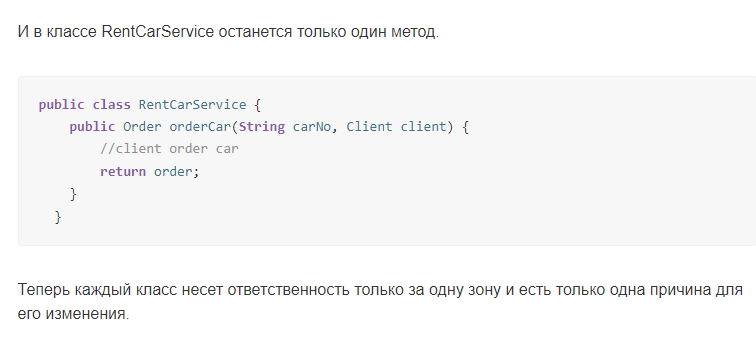 И в классе RentCarService останется только один метод.
public class RentCarService {
    public Order orderCar(String carNo, Client client) {
        //client order car
        return order;
    }
  }
Теперь каждый класс несет ответственность только за одну зону и есть только одна причина для
его изменения.